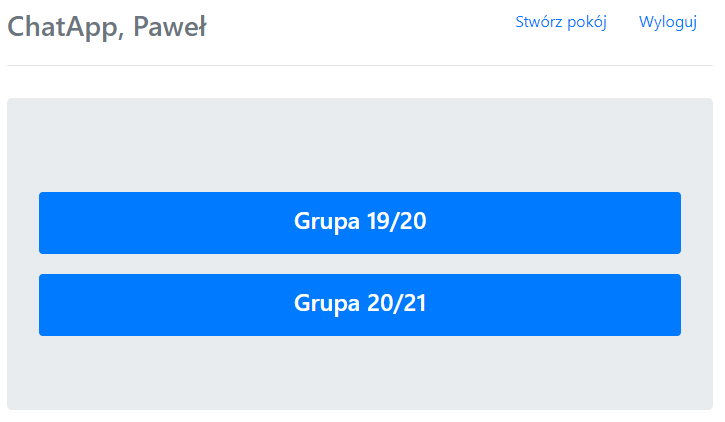 ChatApp, Paweł
Stwórz pokój Wyloguj
Grupa 19/20
Grupa 20/21